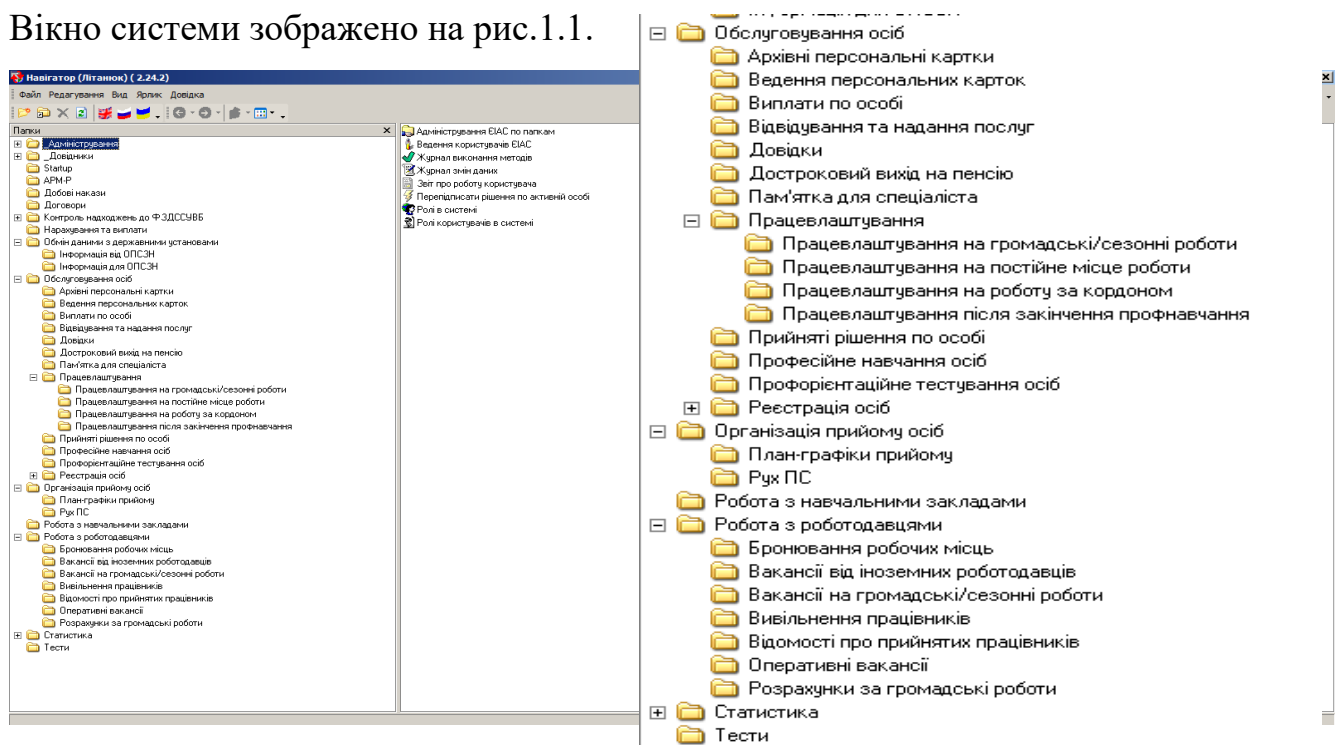 Вікно системи зображено на рис.1.1.
Навігатор (Літанюк) ( 2.24.2)
Файл Редагування Вид Ярлик Довідка
Папки
_Адміністрування
_Довідники
Startup
АРМ-Р
Добові накази
Договори
Контроль надходжень до ФЗДССУВБ
Нарахування та виплати
Обмін даними з державними установами
Інформація від ОПСЗН
Інформація для ОПСЗН
Обслуговування осіб
Архівні персональні картки
Ведення персональних карток
Виплати по особі
Відвідування та надання послуг
Довідки
Достроковий вихід на пенсію
Пам'ятка для спеціаліста
Працевлаштування
Працевлаштування на громадські/сезонні роботи
Працевлаштування на постійне місце роботи
Працевлаштування на роботу за кордоном
Працевлаштування після закінчення профнавчання
Прийняті рішення по особі
Професійне навчання осіб
Профорієнтаційне тестування осіб
Реєстрація осіб
Організація прийому осіб
План-графіки прийому
Рух ПС
Робота з навчальними закладами
Робота з роботодавцями
Бронювання робочих місць
Вакансії від іноземних роботодавців
Вакансії на громадські/сезонні роботи
Вивільнення працівників
Відомості про прийнятих працівників
Оперативні вакансії
Розрахунки за громадські роботи
Статистика
Тести
Адміністрування ЄІАС по папкам
Ведення користувачів ЄІАС
Журнал виконання методів
Журнал змін даних
Звіт про роботу користувача
Перепідписати рішення по активній особі
Ролі в системі
Ролі користувачів в системі
Обслуговування осіб
Архівні персональні картки
Ведення персональних карток
Виплати по особі
Відвідування та надання послуг
Довідки
Достроковий вихід на пенсію
Пам'ятка для спеціаліста
Працевлаштування
Працевлаштування на громадські/сезонні роботи
Працевлаштування на постійне місце роботи
Працевлаштування на роботу за кордоном
Працевлаштування після закінчення профнавчання
Прийняті рішення по особі
Професійне навчання осіб
Профорієнтаційне тестування осіб
Реєстрація осіб
Організація прийому осіб
План-графіки прийому
Рух ПС
Робота з навчальними закладами
Робота з роботодавцями
Бронювання робочих місць
Вакансії від іноземних роботодавців
Вакансії на громадські/сезонні роботи
Вивільнення працівників
Відомості про прийнятих працівників
Оперативні вакансії
Розрахунки за громадські роботи
Статистика
Тести